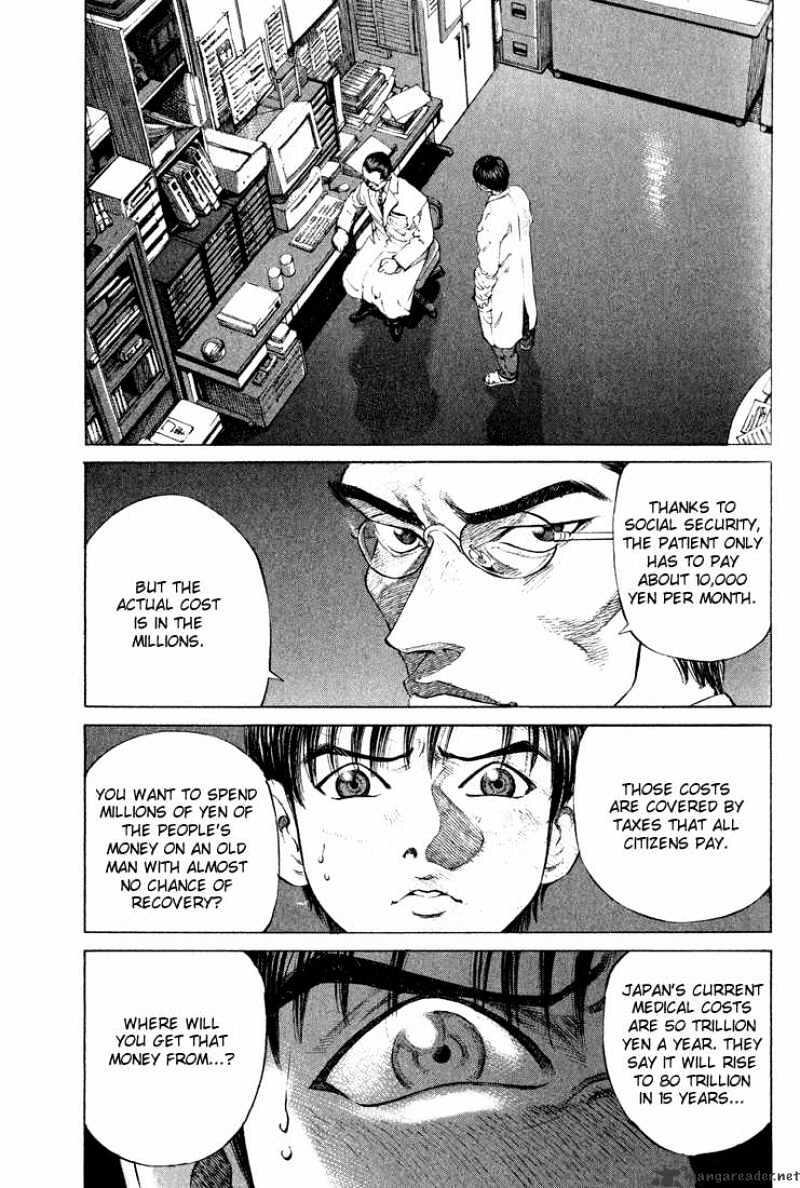 THANKS TO
SOCIAL SECURITY,
THE PATIENT ONLY
HAS TO PAY
ABOUT 10,000
YEN PER MONTH.
BUT THE
ACTUAL COST
IS IN THE
MILLIONS.
THOSE COSTS
ARE COVERED BY
TAXES THAT ALL
CITIZENS PAY.
YOU WANT TO SPEND
MILLIONS OF YEN OF
THE PEOPLE'S
MONEY ON AN OLD
MAN WITH ALMOST
NO CHANCE OF
RECOVERY?
JAPAN'S CURRENT
MEDICAL COSTS
ARE 50 TRILLION
YEN A YEAR. THEY
SAY IT WILL RISE
TO 80 TRILLION
IN 15 YEARS...
WHERE WILL
YOU GET THAT
MONEY FROM...?
mangareader.net